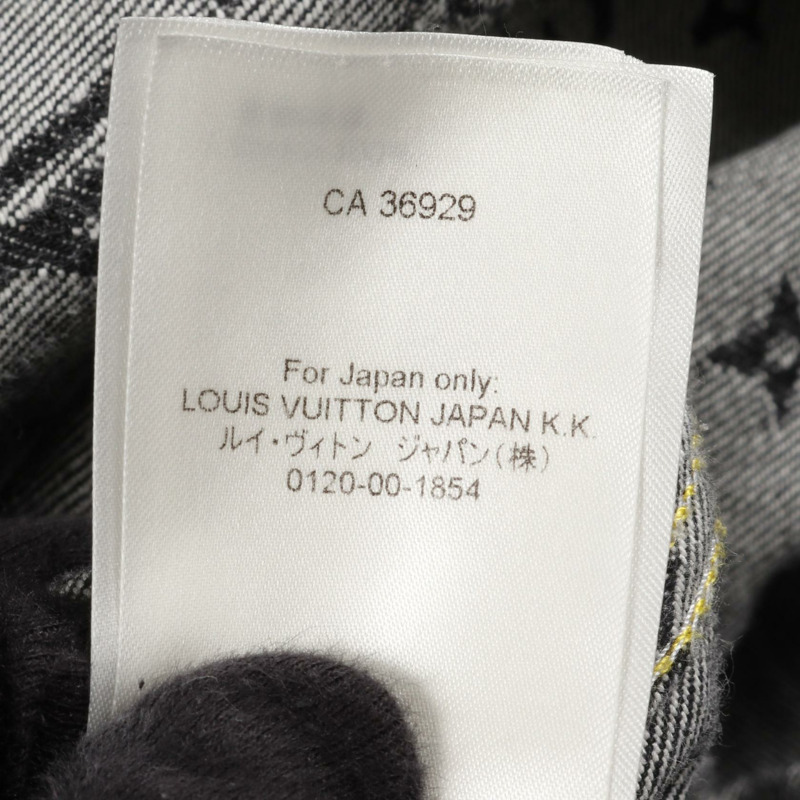 CA 36929
For Japan only:
LOUIS VUITTON JAPAN K.K.
ルイ・ヴィトン ジャパン(株)
0120-00-1854